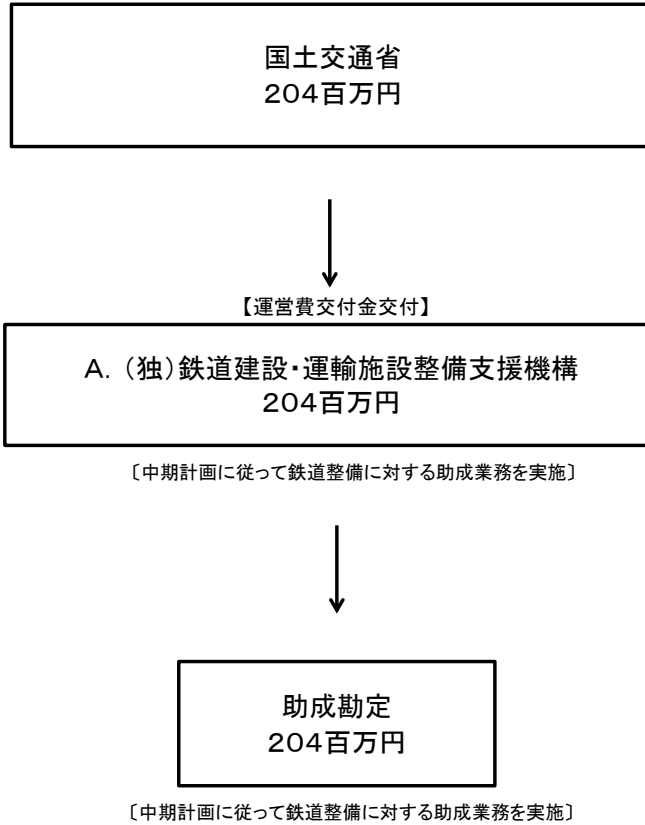 国土交通省
204百万円
【運営費交付金交付】
A. (独)鉄道建設・運輸施設整備支援機構
204百万円
〔中期計画に従って鉄道整備に対する助成業務を実施〕
助成勘定
204百万円
〔中期計画に従って鉄道整備に対する助成業務を実施〕